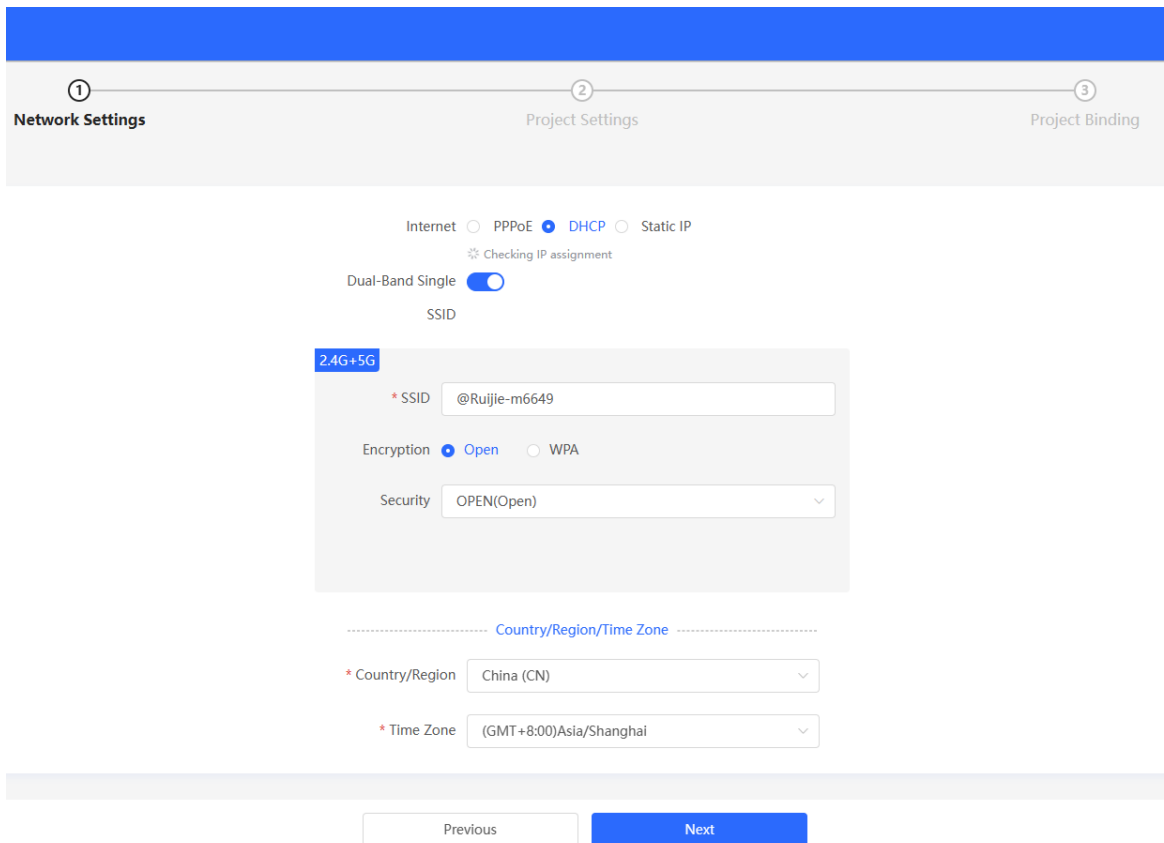 1 2 3
Network Settings Project Settings Project Binding
Internet PPPoE DHCP Static IP
Checking IP assignment
Dual-Band Single
SSID
2.4G+5G
* SSID @Ruijie-m6649
Encryption Open WPA
Security OPEN(Open)
Country/Region/Time Zone
* Country/Region China (CN)
* Time Zone (GMT+8:00)Asia/Shanghai
Previous Next